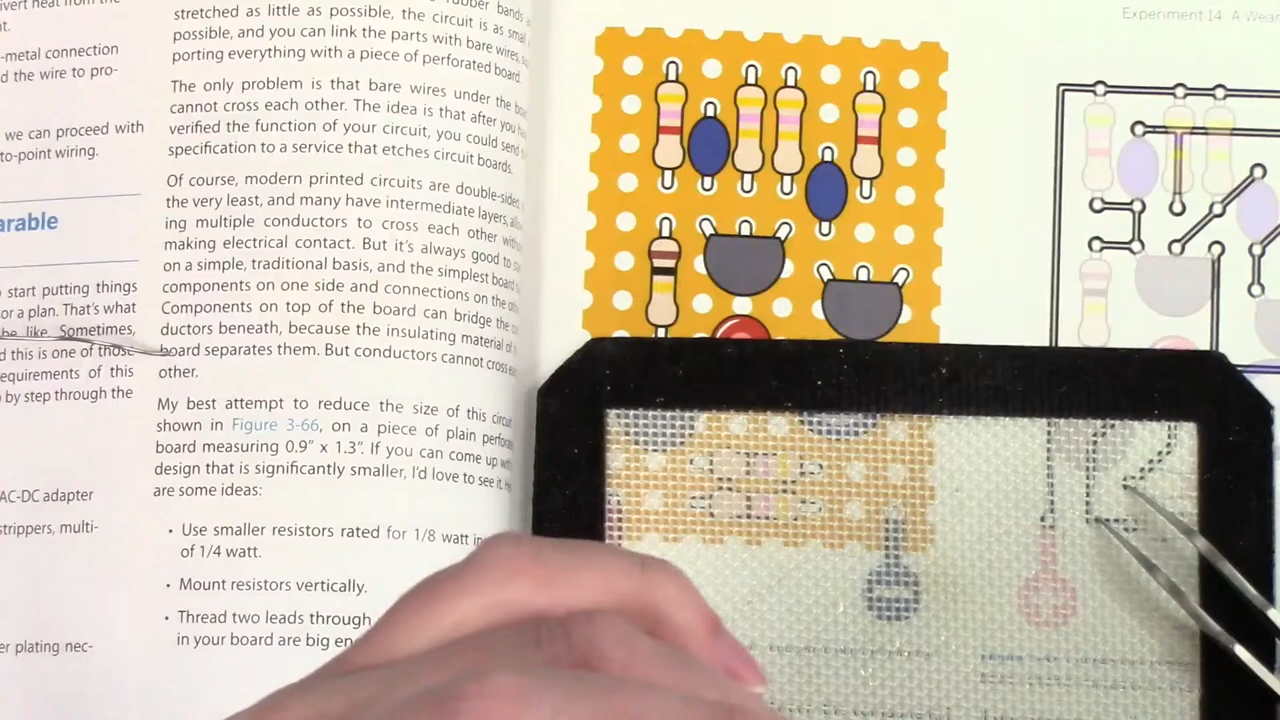 t.
-metal connection
d the wire to pro-
we can proceed with
to-point wiring.
arable
start putting things
or a plan. That's what
be like. Sometimes,
d this is one of those
equirements of this
by step through the
AC-DC adapter
strippers, multi-
er plating nec-
stretched as little as possible, the circuit is as small
possible, and you can link the parts with bare wires,
porting everything with a piece of perforated board.
The only problem is that bare wires under the
cannot cross each other. The idea is that after you
verified the function of your circuit, you could send
specification to a service that etches circuit boards.
Of course, modern printed circuits are double-sided,
the very least, and many have intermediate layers,
ing multiple conductors to cross each other
making electrical contact. But it's always good to
on a simple, traditional basis, and the simplest board
components on one side and connections on the
Components on top of the board can bridge the
ductors beneath, because the insulating material of
board separates them. But conductors cannot cross
other.
My best attempt to reduce the size of this
shown in Figure 3-66, on a piece of plain
board measuring 0.9" x 1.3". If you can come up
design that is significantly smaller, I'd love to see it.
are some ideas:
• Use smaller resistors rated for 1/8 watt
of 1/4 watt.
• Mount resistors vertically.
• Thread two leads through
in your board are big
Experiment 14 A